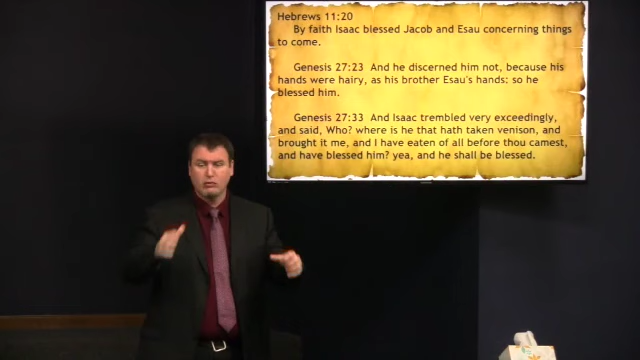 Hebrews 11:20
By faith Isaac blessed Jacob and Esau concerning things
to come.
Genesis 27:23 And he discerned him not, because his
hands were hairy, as his brother Esau's hands: so he
blessed him.
Genesis 27:33 And Isaac trembled very exceedingly,
and said, Who? where is he that hath taken venison, and
brought it me, and I have eaten of all before thou camest,
and have blessed him? yea, and he shall be blessed.